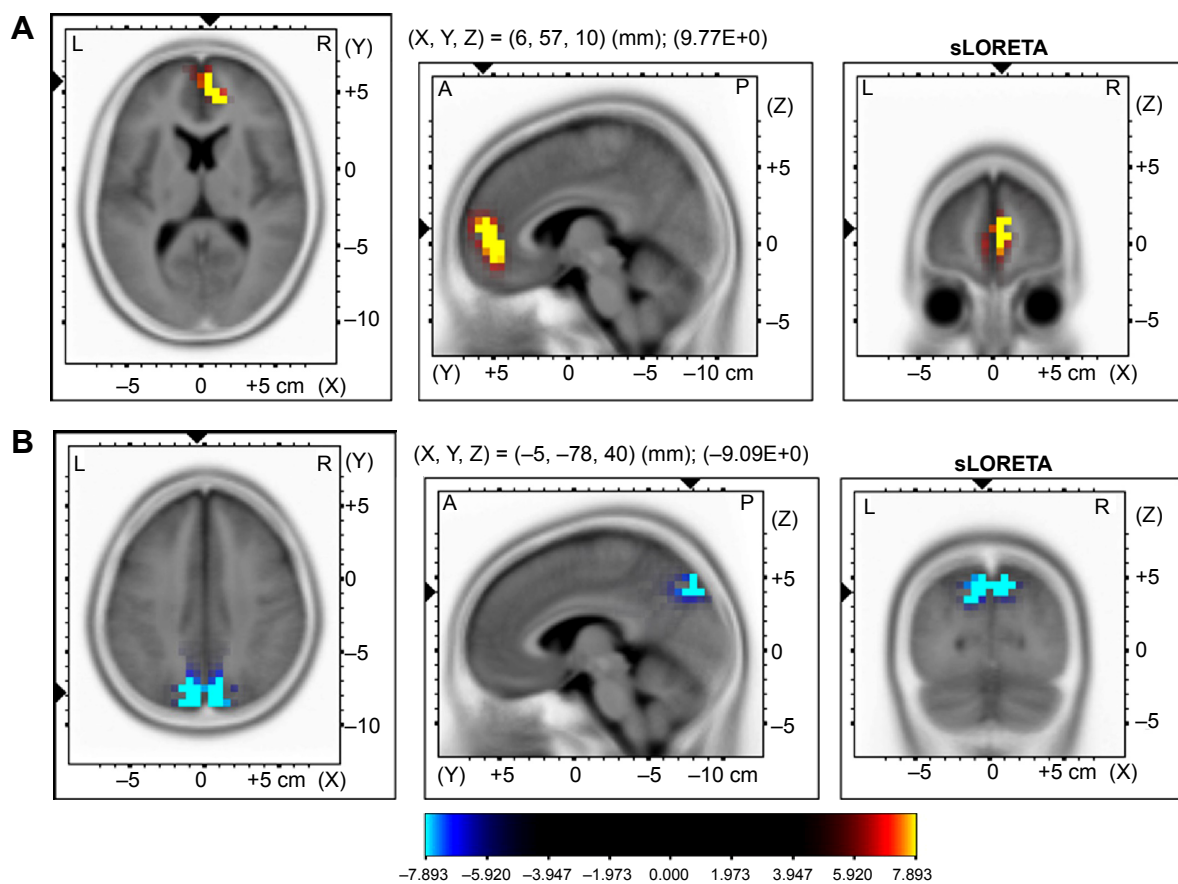 A
L R (Y)
+5
0
–5
–10
–5 0 +5 cm (X)
(X, Y, Z) = (6, 57, 10) (mm); (9.77E+0)
A P (Z)
+5
0
–5
(Y) +5 0 –5 –10 cm
sLORETA
L R (Z)
+5
0
–5
–5 0 +5 cm (X)
B
L R (Y)
+5
0
–5
–10
–5 0 +5 cm (X)
(X, Y, Z) = (–5, –78, 40) (mm); (–9.09E+0)
A P (Z)
+5
0
–5
(Y) +5 0 –5 –10 cm
sLORETA
L R (Z)
+5
0
–5
–5 0 +5 cm (X)
–7.893 –5.920 –3.947 –1.973 0.000 1.973 3.947 5.920 7.893